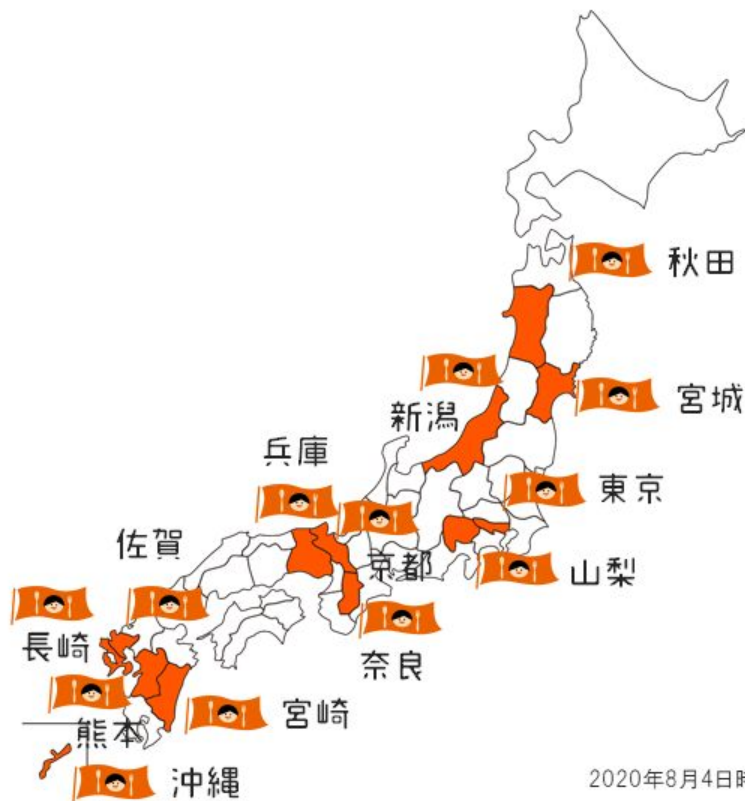 秋田
宮城
新潟
兵庫
東京
佐賀
京都
山梨
長崎
奈良
宮崎
熊本
沖縄
2020年8月4日時